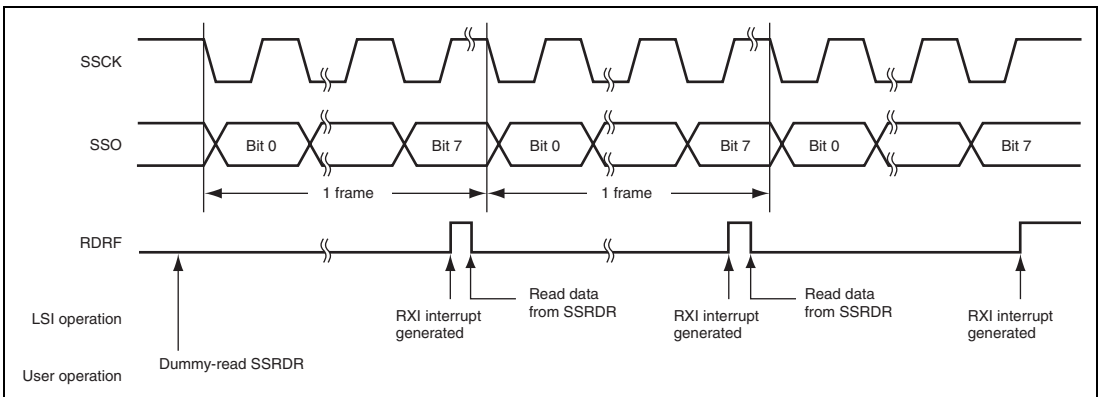 SSCK
SSO
Bit 0
Bit 7
Bit 0
Bit 7
Bit 0
Bit 7
1 frame
1 frame
RDRF
LSI operation
RXI interrupt
generated
Read data
from SSRDR
RXI interrupt
generated
Read data
from SSRDR
RXI interrupt
generated
Dummy-read SSRDR
User operation